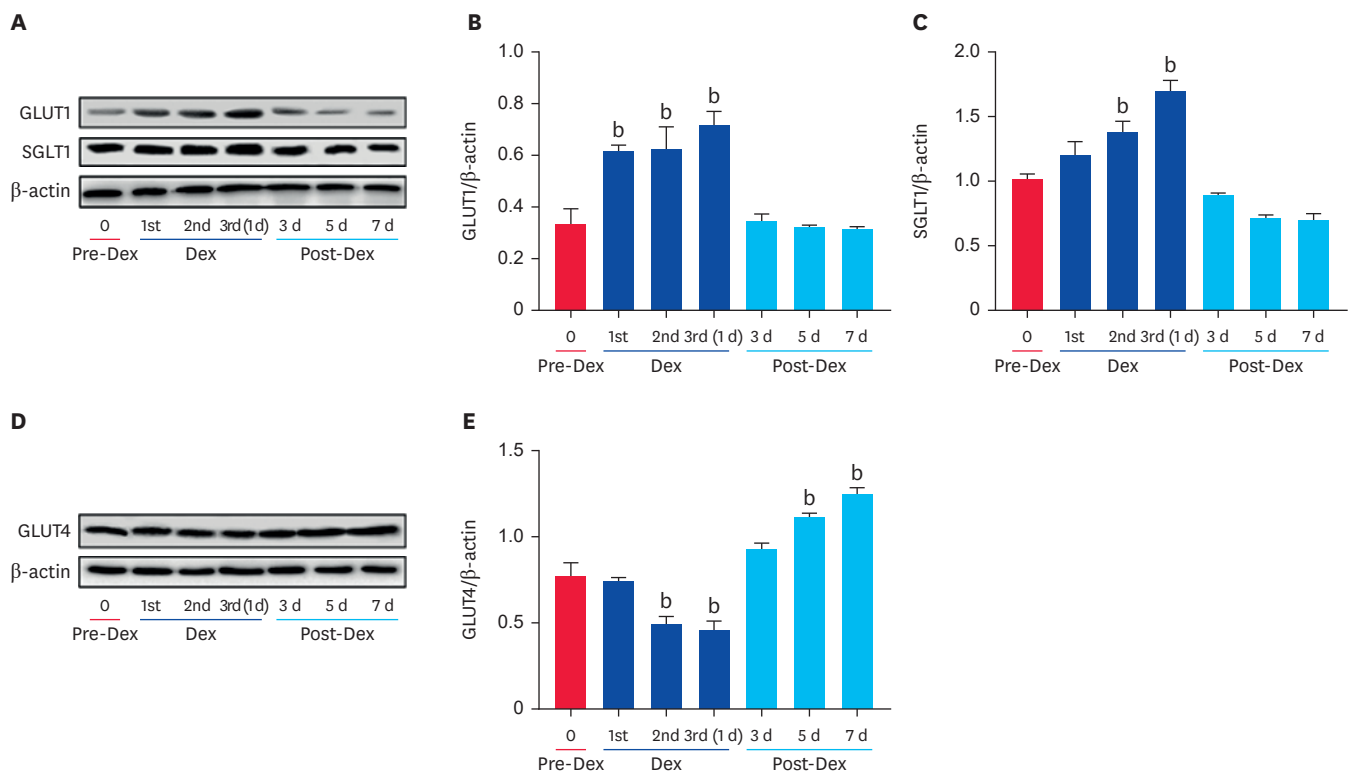 A
GLUT1
SGLT1
β-actin
0 1st 2nd 3rd (1 d) 3 d 5 d 7 d
Pre-Dex Dex Post-Dex
B
1.0
0.8
0.6
0.4
0.2
0
GLUT1/β-actin
b b b
0 1st 2nd 3rd (1 d) 3 d 5 d 7 d
Pre-Dex Dex Post-Dex
C
2.0
1.5
1.0
0.5
0
SGLT1/β-actin
b b
0 1st 2nd 3rd (1 d) 3 d 5 d 7 d
Pre-Dex Dex Post-Dex
D
GLUT4
β-actin
0 1st 2nd 3rd (1 d) 3 d 5 d 7 d
Pre-Dex Dex Post-Dex
E
1.5
1.0
0.5
0
GLUT4/β-actin
b b b b
0 1st 2nd 3rd (1 d) 3 d 5 d 7 d
Pre-Dex Dex Post-Dex